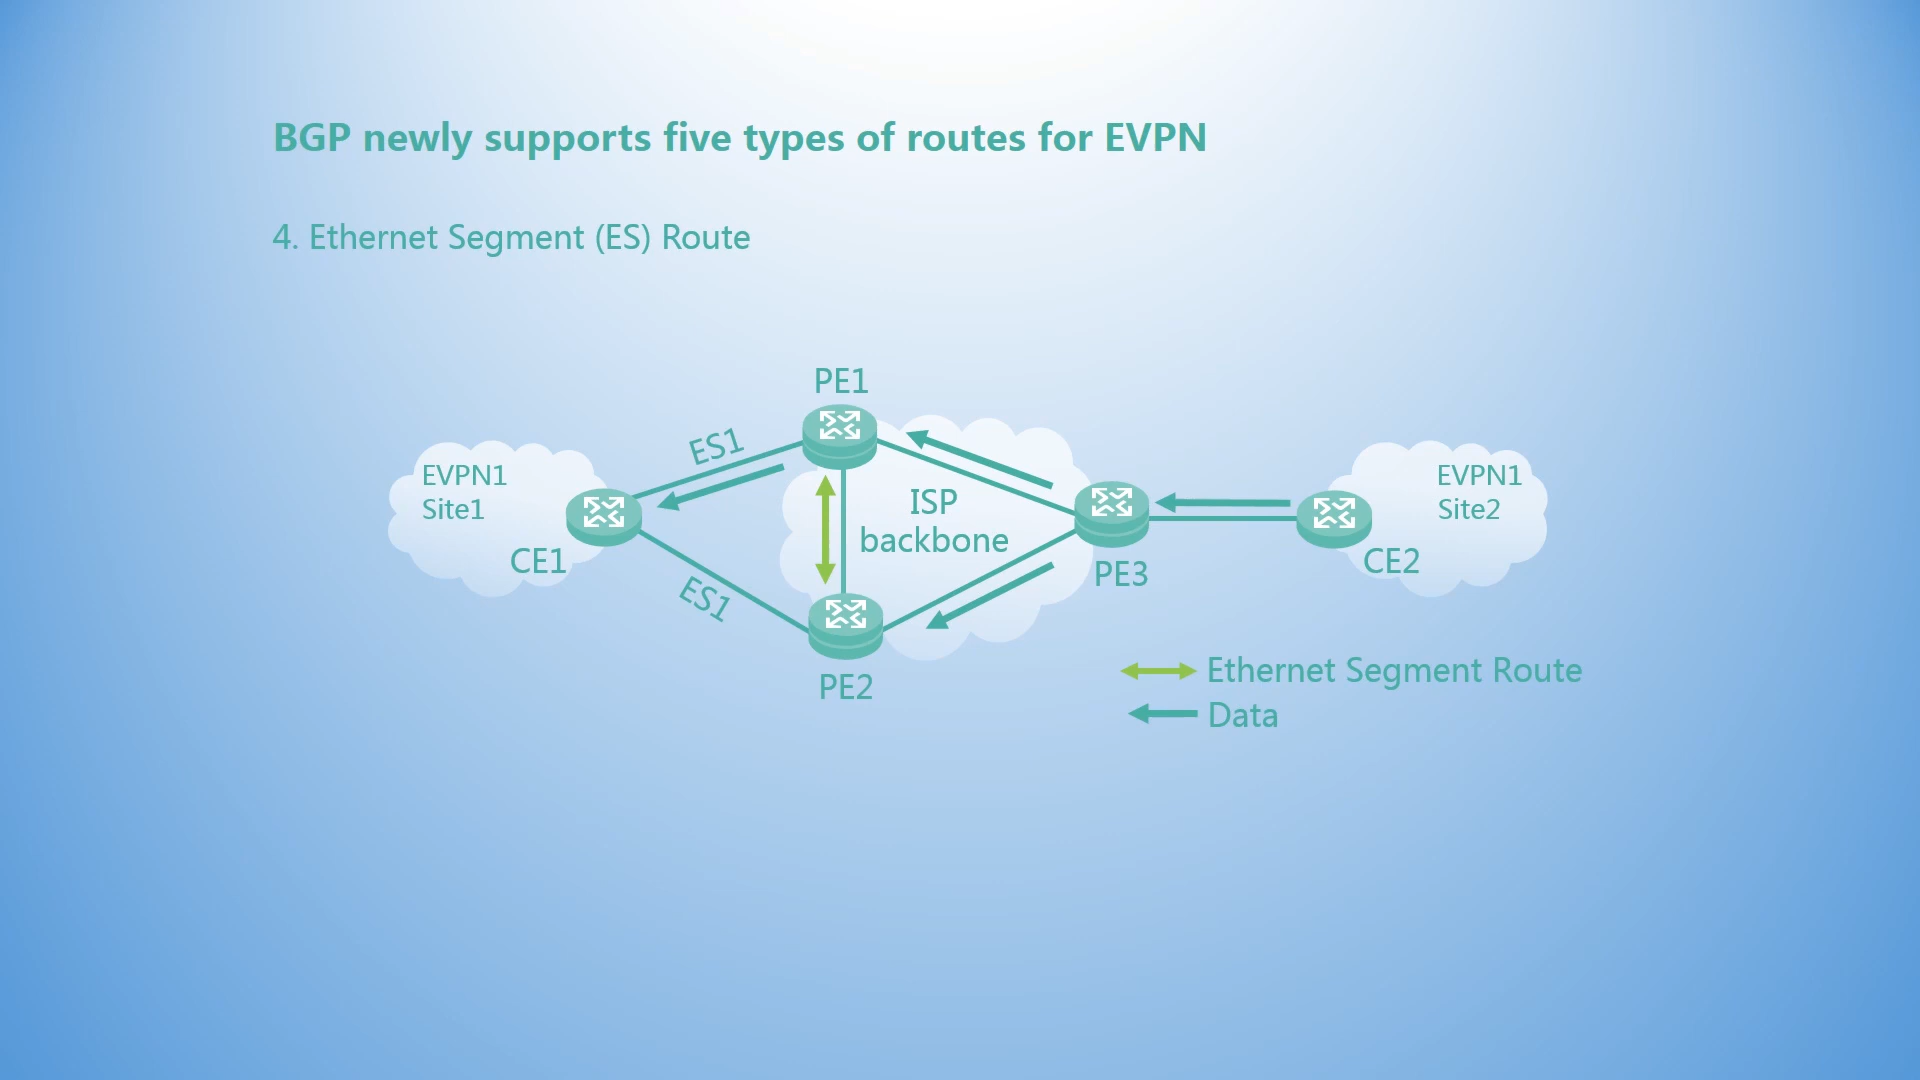 BGP newly supports five types of routes for EVPN
4. Ethernet Segment (ES) Route
PE1
ES1
EVPN1
Site1
CE1
ISP
backbone
EVPN1
Site2
CE2
PE3
ES1
PE2
Ethernet Segment Route
Data